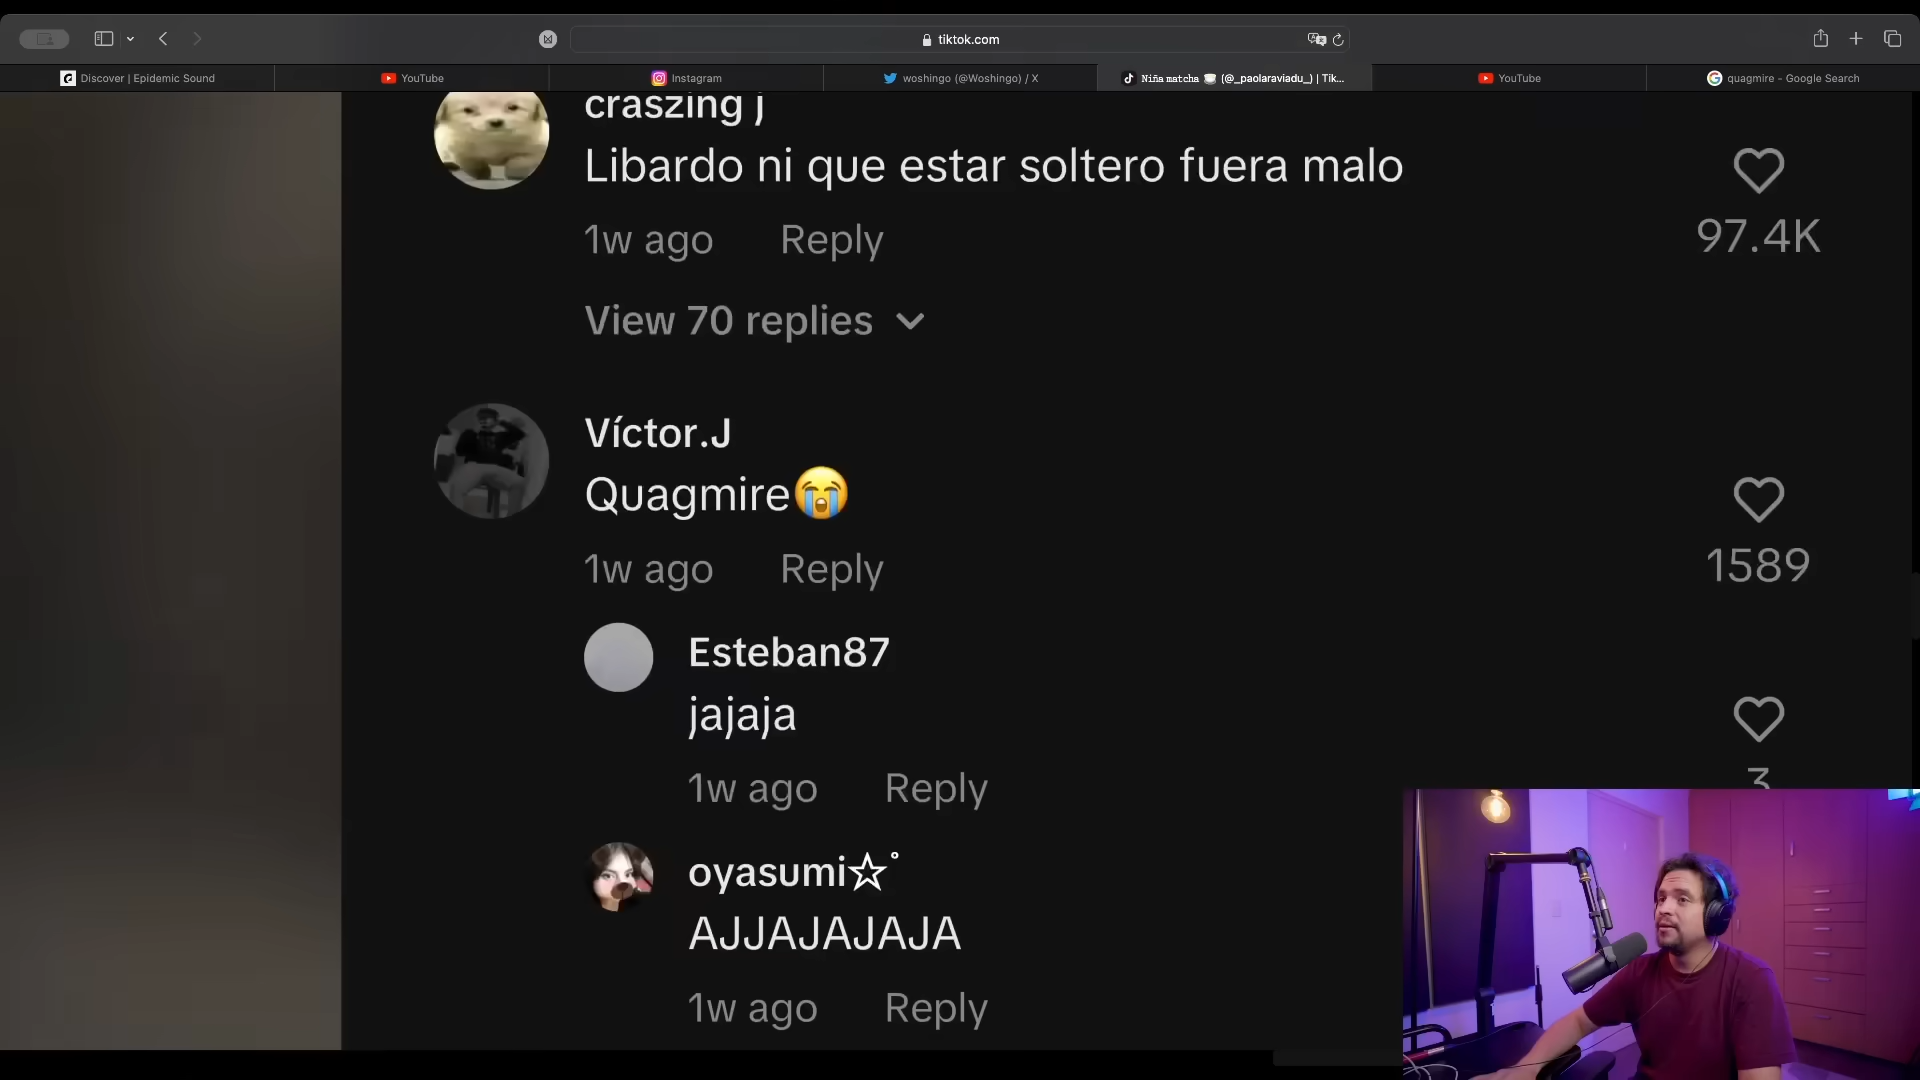 tiktok.com
Discover | Epidemic Sound
YouTube
Instagram
woshingo (@Woshingo) / X
Niña matcha 🍵 (@_paolaraviadu_) | Tik...
YouTube
quagmire - Google Search
craszing j
Libardo ni que estar soltero fuera malo
97.4K
1w ago Reply
View 70 replies
Víctor.J
Quagmire😭
1w ago Reply
1589
Esteban87
jajaja
1w ago Reply
3
oyasumi☆˚
AJJAJAJAJA
1w ago Reply